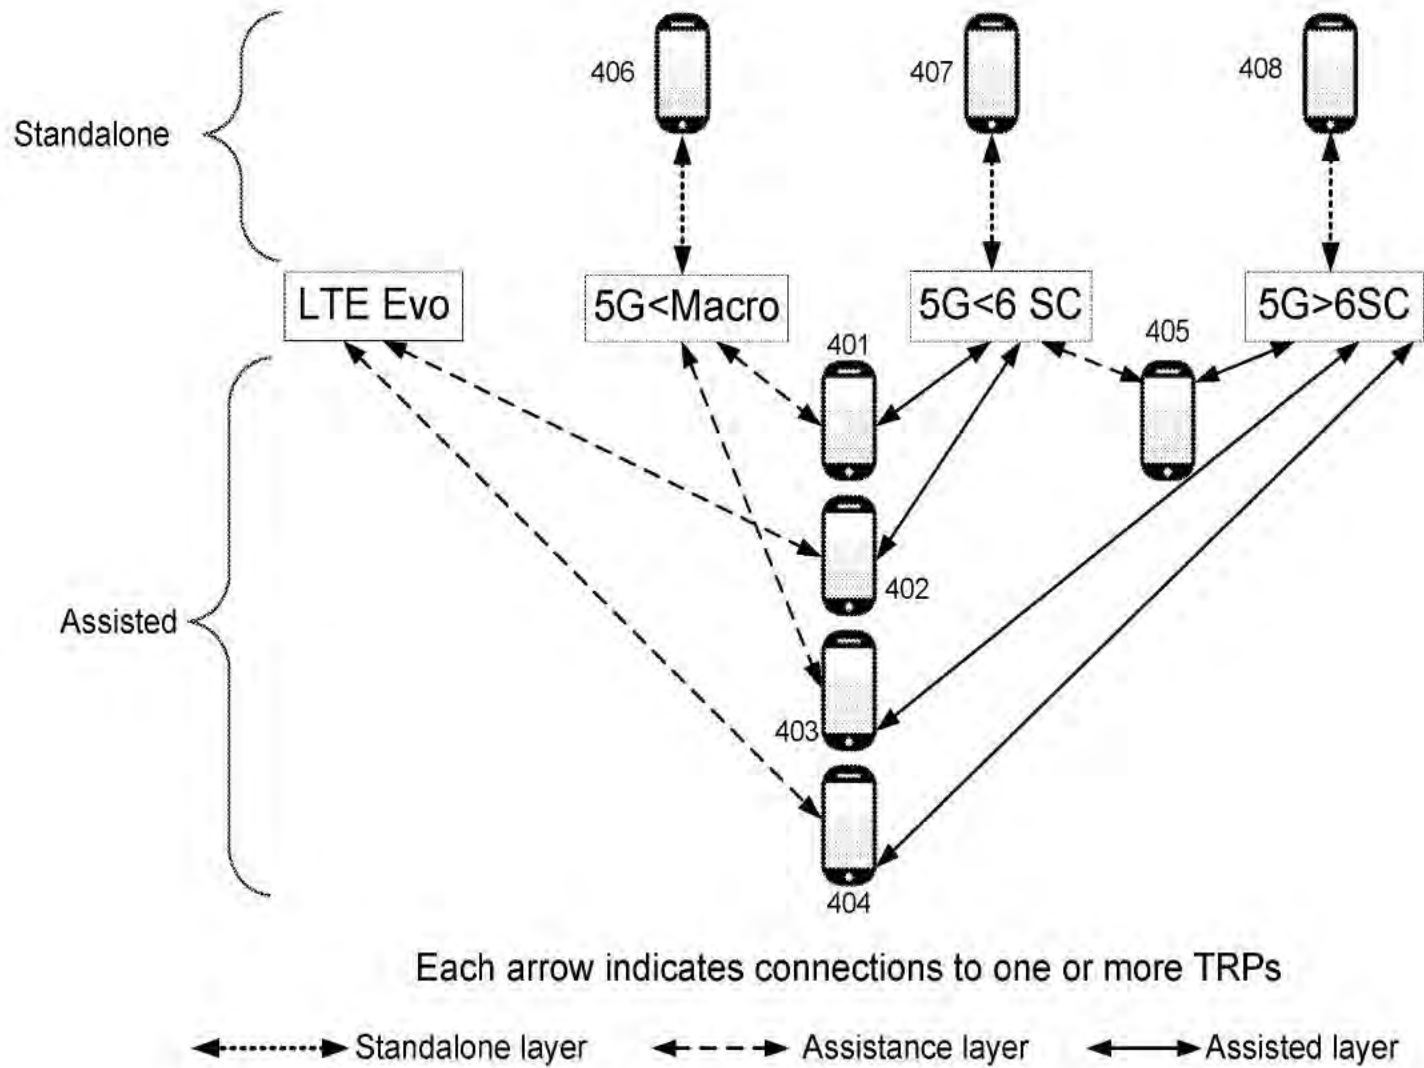 406
407
408
Standalone
LTE Evo
5G<Macro
5G<6 SC
5G>6SC
401
405
402
Assisted
403
404
Each arrow indicates connections to one or more TRPs
Standalone layer
Assistance layer
Assisted layer